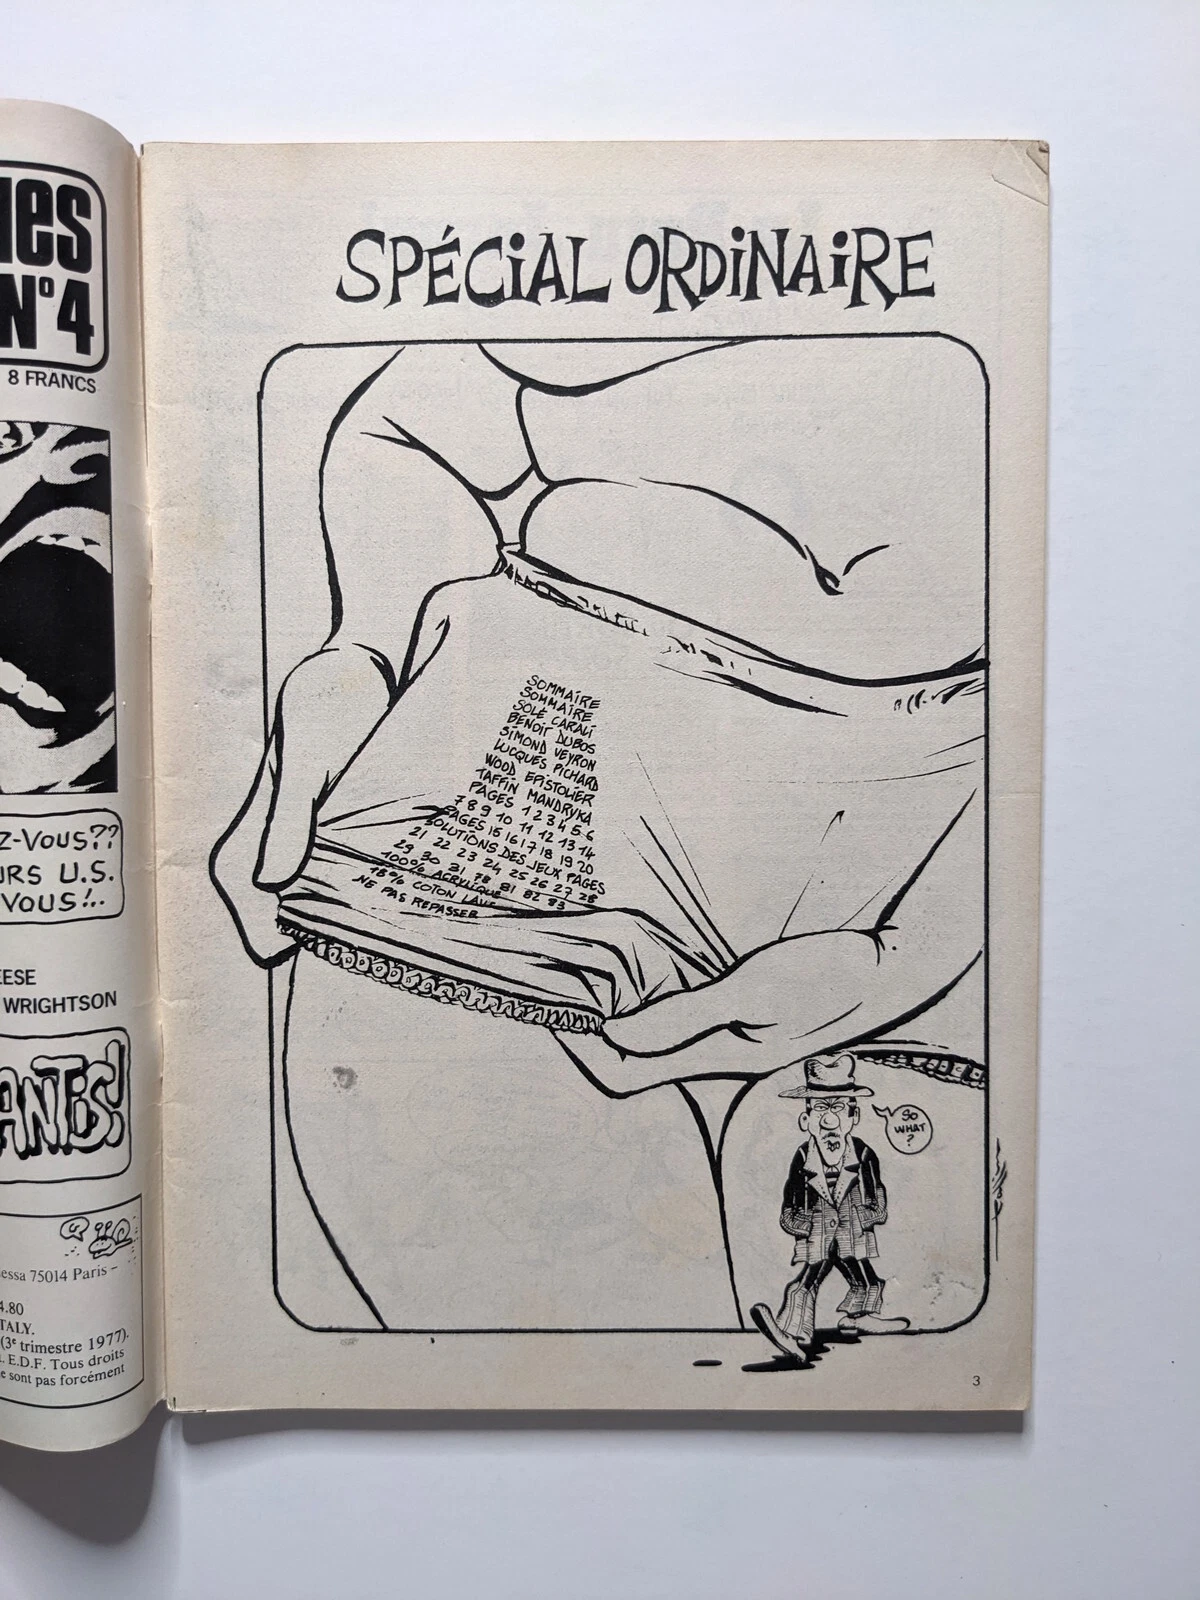 UES
N°4
8 FRANCS
Z-VOUS??
URS U.S.
VOUS!..
EESE
WRIGHTSON
ANTIS!
essa 75014 Paris –
4.80
TALY.
(3e trimestre 1977).
. E.D.F. Tous droits
e sont pas forcément
SPÉCiAL ORDiNAiRE
SOMMAiRE
SOMMAiRE
SOLÉ CARALi
BENOiT DUBOS
SiMOND VEYRON
LUCQUES PiCHARD
WOOD EPiSTOLiER
TAFFiN MANDRYKA
PAGES 1 2 3 4 5 6
7 8 9 10 11 12 13 14
PAGES 15 16 17 18 19 20
SOLUTiONS DES JEUX PAGES
21 22 23 24 25 26 27 28
29 30 31 78 81 82 83
100% ACRYLiQUE
15% COTON
NE PAS REPASSER
SO
WHAT
?
3